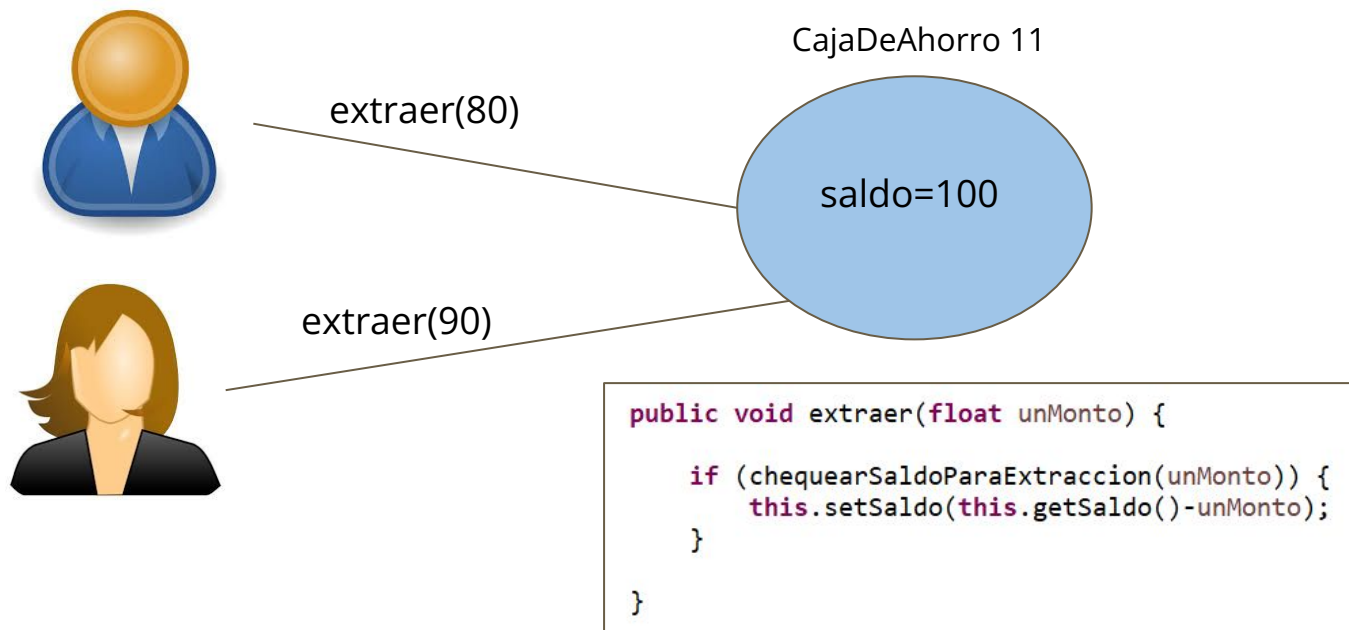 CajaDeAhorro 11
extraer(80)
saldo=100
extraer(90)
public void extraer(float unMonto) {
if (chequearSaldoParaExtraccion(unMonto)) {
this.setSaldo(this.getSaldo()-unMonto);
}
}